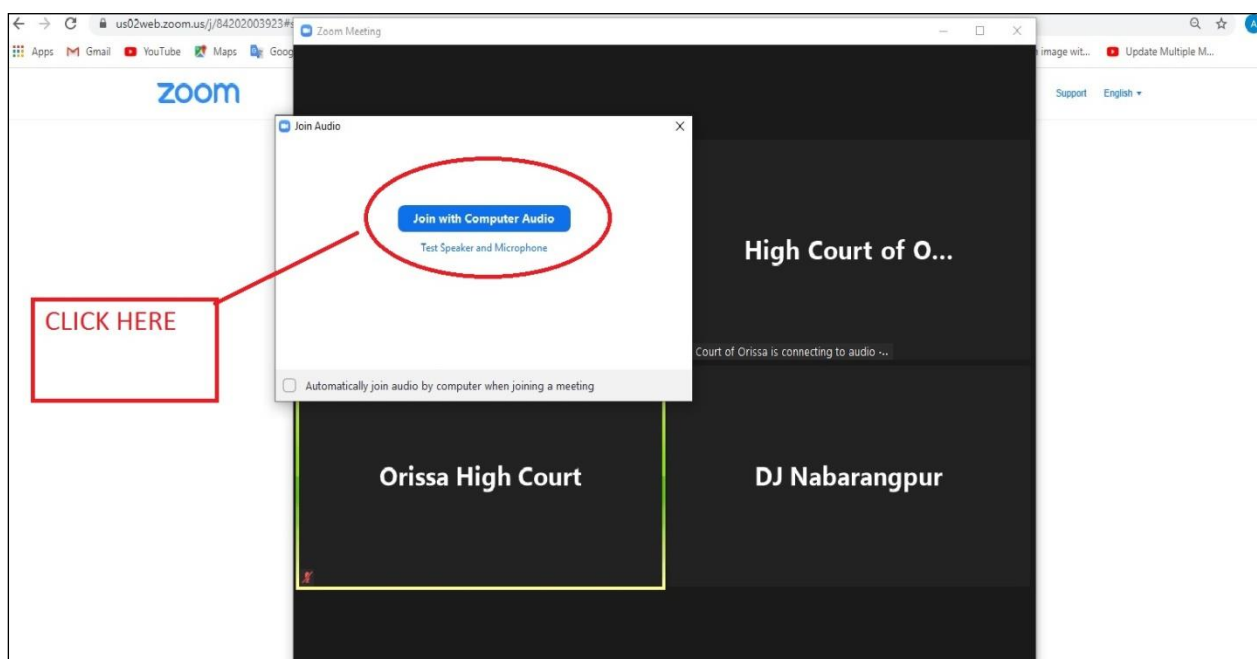 us02web.zoom.us/j/84202003923#s
Zoom Meeting
Apps Gmail YouTube Maps Goog
image wit... Update Multiple M...
zoom
Support English
Join Audio
Join with Computer Audio
Test Speaker and Microphone
High Court of O...
CLICK HERE
Court of Orissa is connecting to audio -..
Automatically join audio by computer when joining a meeting
Orissa High Court
DJ Nabarangpur